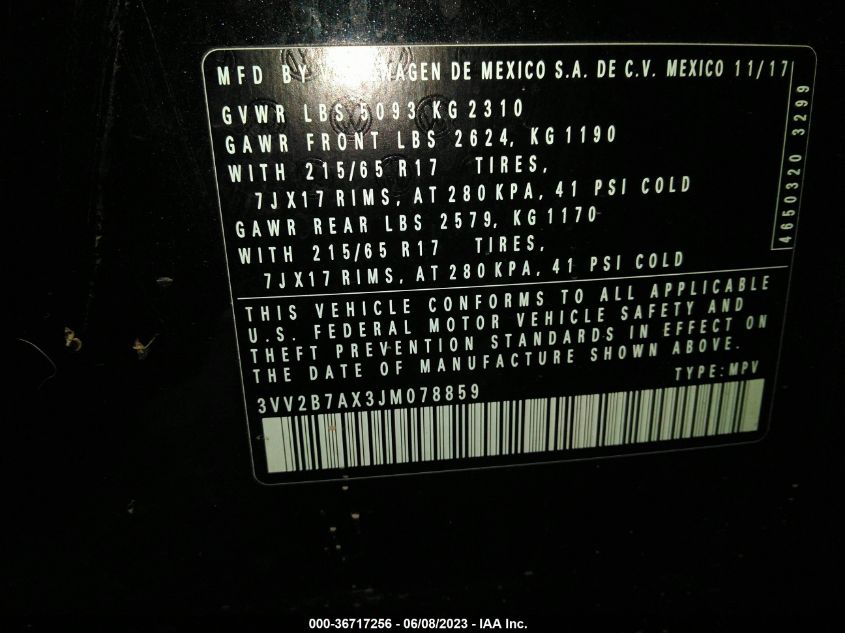 MFD BY VOLKSWAGEN DE MEXICO S.A. DE C.V. MEXICO 11/17
GVWR LBS 5093 KG 2310
GAWR FRONT LBS 2624, KG 1190
WITH 215/65 R17 TIRES,
7JX17 RIMS, AT 280 KPA, 41 PSI COLD
GAWR REAR LBS 2579, KG 1170
WITH 215/65 R17 TIRES,
7JX17 RIMS, AT 280 KPA, 41 PSI COLD
4650320 3299
THIS VEHICLE CONFORMS TO ALL APPLICABLE
U.S. FEDERAL MOTOR VEHICLE SAFETY AND
THEFT PREVENTION STANDARDS IN EFFECT ON
THE DATE OF MANUFACTURE SHOWN ABOVE.
TYPE: MPV
3VV2B7AX3JM078859
000-36717256 - 06/08/2023 - IAA Inc.